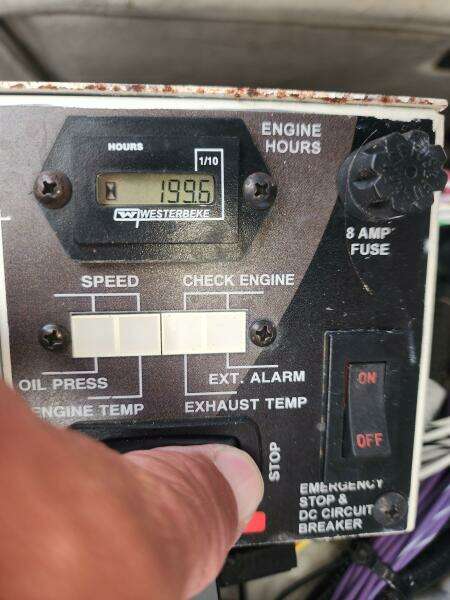 HOURS
1/10
199.6
WESTERBEKE
ENGINE
HOURS
8 AMP
FUSE
SPEED
CHECK ENGINE
OIL PRESS
EXT. ALARM
ENGINE TEMP
EXHAUST TEMP
STOP
ON
OFF
EMERGENCY
STOP &
DC CIRCUIT
BREAKER